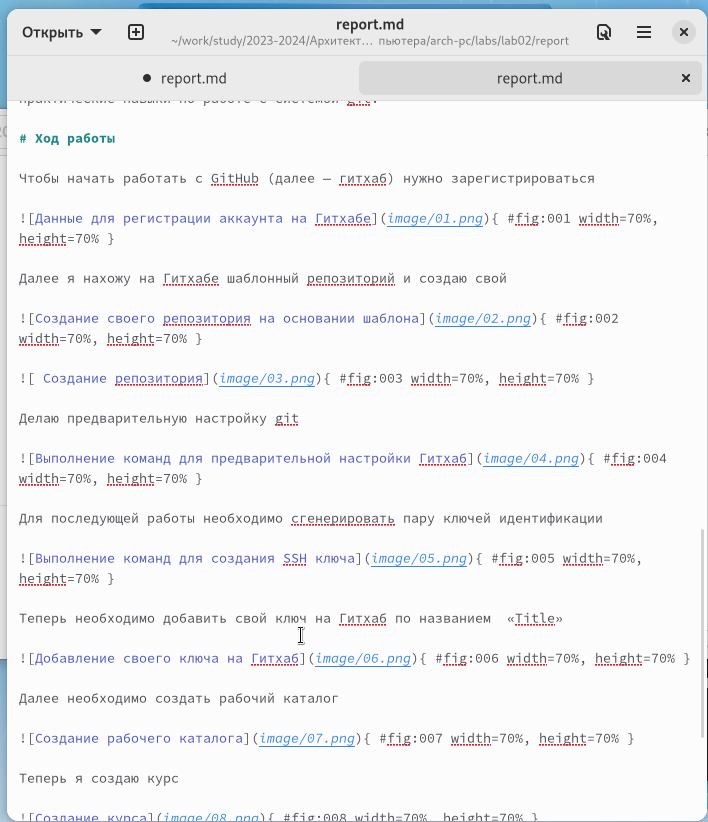 Открыть
report.md
~/work/study/2023-2024/Архитект… пьютера/arch-pc/labs/lab02/report
report.md
report.md
практические навыки по работе с системой git.
# Ход работы
Чтобы начать работать с GitHub (далее — гитхаб) нужно зарегистрироваться
![Данные для регистрации аккаунта на Гитхабе](image/01.png){ #fig:001 width=70%,
height=70% }
Далее я нахожу на Гитхабе шаблонный репозиторий и создаю свой
![Создание своего репозитория на основании шаблона](image/02.png){ #fig:002
width=70%, height=70% }
![ Создание репозитория](image/03.png){ #fig:003 width=70%, height=70% }
Делаю предварительную настройку git
![Выполнение команд для предварительной настройки Гитхаб](image/04.png){ #fig:004
width=70%, height=70% }
Для последующей работы необходимо сгенерировать пару ключей идентификации
![Выполнение команд для создания SSH ключа](image/05.png){ #fig:005 width=70%,
height=70% }
Теперь необходимо добавить свой ключ на Гитхаб по названием  «Title»
![Добавление своего ключа на Гитхаб](image/06.png){ #fig:006 width=70%, height=70% }
Далее необходимо создать рабочий каталог
![Создание рабочего каталога](image/07.png){ #fig:007 width=70%, height=70% }
Теперь я создаю курс
![Создание курса](image/08.png){ #fig:008 width=70%, height=70% }